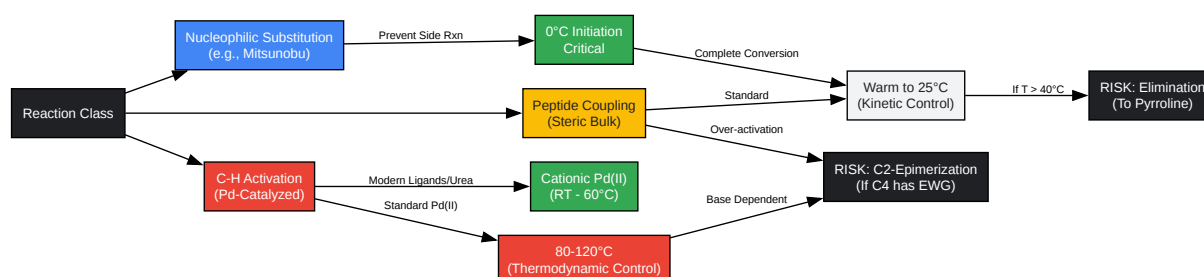 Reaction Class
Nucleophilic Substitution
(e.g., Mitsunobu)
Prevent Side Rxn
0°C Initiation
Critical
Complete Conversion
Peptide Coupling
(Steric Bulk)
Standard
Over-activation
Warm to 25°C
(Kinetic Control)
If T > 40°C
RISK: Elimination
(To Pyrroline)
C-H Activation
(Pd-Catalyzed)
Modern Ligands/Urea
Cationic Pd(II)
(RT - 60°C)
Standard Pd(II)
80-120°C
(Thermodynamic Control)
Base Dependent
RISK: C2-Epimerization
(If C4 has EWG)